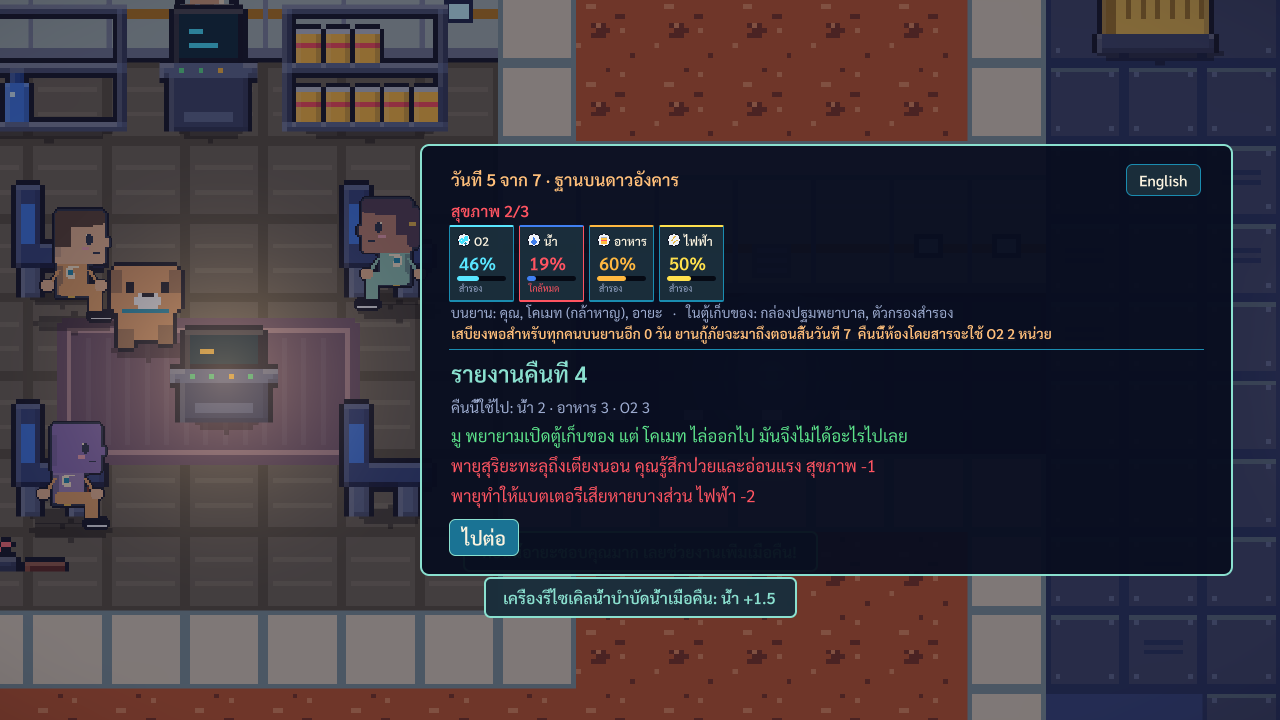 วันที่ 5 จาก 7 · ฐานบนดาวอังคาร
English
สุขภาพ 2/3
O2 น้ำ อาหาร ไฟฟ้า
46% 19% 60% 50%
สำรอง ใกล้หมด สำรอง สำรอง
บนยาน: คุณ, โคเมท (กล้าหาญ), อายะ · ในตู้เก็บของ: กล่องปฐมพยาบาล, ตัวกรองสำรอง
เสบียงพอสำหรับทุกคนบนยานอีก 0 วัน ยานกู้ภัยจะมาถึงตอนสิ้นวันที่ 7 คืนนี้ห้องโดยสารจะใช้ O2 2 หน่วย
รายงานคืนที่ 4
คืนนี้ใช้ไป: น้ำ 2 · อาหาร 3 · O2 3
มู พยายามเปิดตู้เก็บของ แต่ โคเมท ไล่ออกไป มันจึงไม่ได้อะไรไปเลย
พายุสุริยะทะลุถึงเตียงนอน คุณรู้สึกป่วยและอ่อนแรง สุขภาพ -1
พายุทำให้แบตเตอรี่เสียหายบางส่วน ไฟฟ้า -2
ไปต่อ
เครื่องรีไซเคิลน้ำบำบัดน้ำเมื่อคืน: น้ำ +1.5